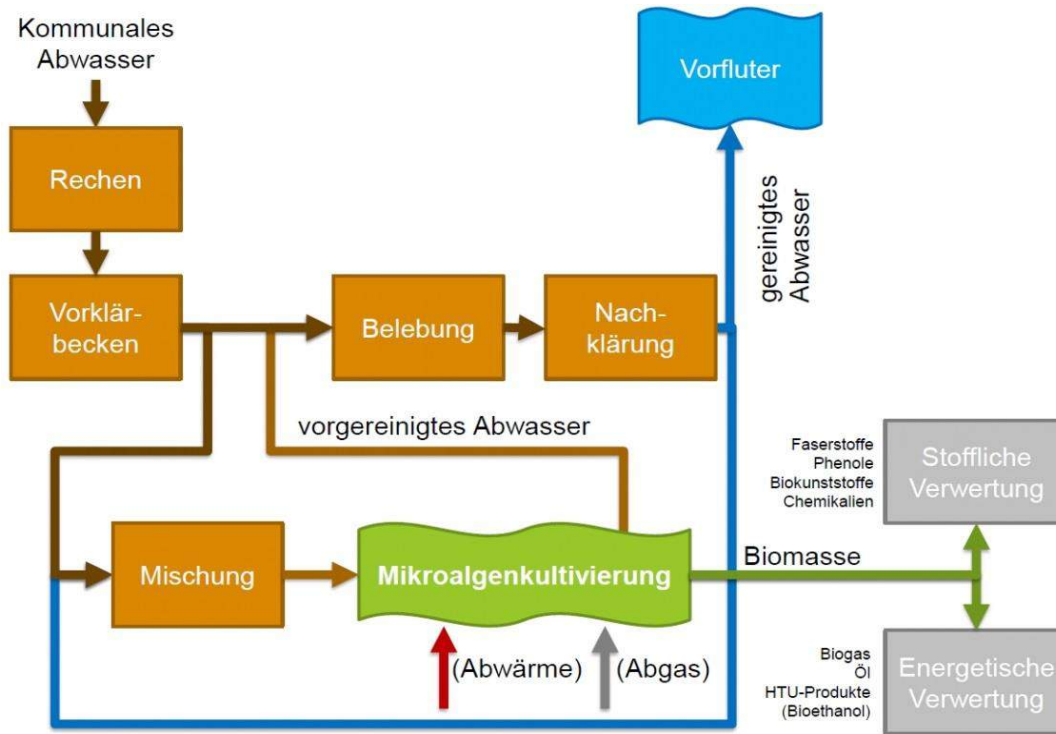 Kommunales
Abwasser
Vorfluter
Rechen
gereinigtes
Abwasser
Vorklär-
becken
Belebung
Nach-
klärung
vorgereinigtes Abwasser
Faserstoffe
Phenole
Biokunststoffe
Chemikalien
Stoffliche
Verwertung
Mischung
Mikroalgenkultivierung
Biomasse
(Abwärme)
(Abgas)
Biogas
Öl
HTU-Produkte
(Bioethanol)
Energetische
Verwertung